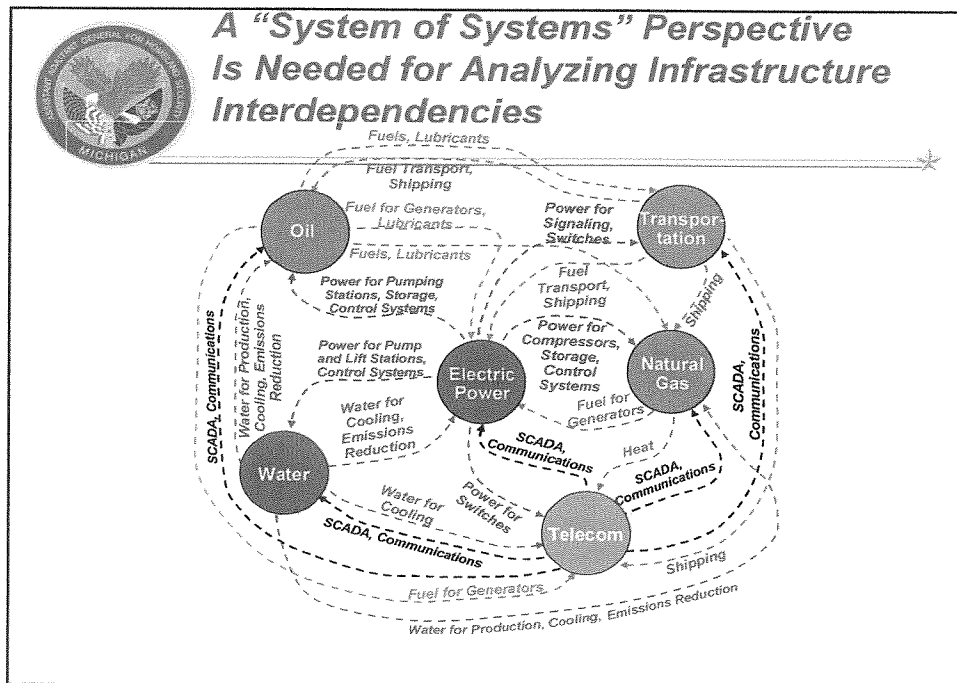 A “System of Systems” Perspective
Is Needed for Analyzing Infrastructure
Interdependencies
MICHIGAN
Fuels, Lubricants
Fuel Transport,
Shipping
Fuel for Generators,
Lubricants
Power for
Signaling,
Switches
Transpor-
tation
Oil
Fuels, Lubricants
Fuel
Transport,
Shipping
Shipping
Power for Pumping
Stations, Storage,
Control Systems
Power for
Compressors,
Storage,
Control
Systems
Natural
Gas
SCADA, Communications
Water for Production,
Cooling, Emissions
Reduction
Power for Pump
and Lift Stations,
Control Systems
Electric
Power
SCADA,
Communications
Fuel for
Generators
Water for
Cooling,
Emissions
Reduction
SCADA,
Communications
Heat
SCADA,
Communications
Water
Water for
Cooling
Power for
Switches
Telecom
SCADA, Communications
Shipping
Fuel for Generators
Water for Production, Cooling, Emissions Reduction